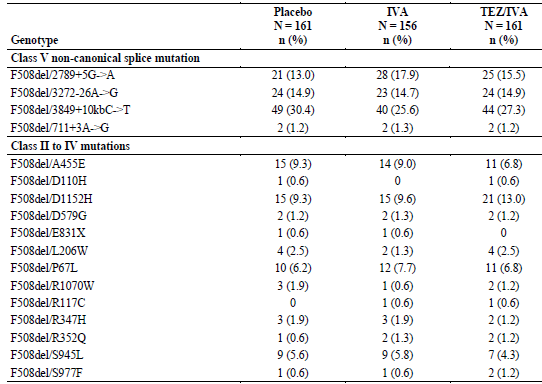 Placebo IVA TEZ/IVA
N = 161 N = 156 N = 161
Genotype n (%) n (%) n (%)
Class V non-canonical splice mutation
F508del/2789+5G->A 21 (13.0) 28 (17.9) 25 (15.5)
F508del/3272-26A->G 24 (14.9) 23 (14.7) 24 (14.9)
F508del/3849+10kbC->T 49 (30.4) 40 (25.6) 44 (27.3)
F508del/711+3A->G 2 (1.2) 2 (1.3) 2 (1.2)
Class II to IV mutations
F508del/A455E 15 (9.3) 14 (9.0) 11 (6.8)
F508del/D110H 1 (0.6) 0 1 (0.6)
F508del/D1152H 15 (9.3) 15 (9.6) 21 (13.0)
F508del/D579G 2 (1.2) 2 (1.3) 2 (1.2)
F508del/E831X 1 (0.6) 1 (0.6) 0
F508del/L206W 4 (2.5) 2 (1.3) 4 (2.5)
F508del/P67L 10 (6.2) 12 (7.7) 11 (6.8)
F508del/R1070W 3 (1.9) 1 (0.6) 2 (1.2)
F508del/R117C 0 1 (0.6) 1 (0.6)
F508del/R347H 3 (1.9) 3 (1.9) 2 (1.2)
F508del/R352Q 1 (0.6) 2 (1.3) 2 (1.2)
F508del/S945L 9 (5.6) 9 (5.8) 7 (4.3)
F508del/S977F 1 (0.6) 1 (0.6) 2 (1.2)